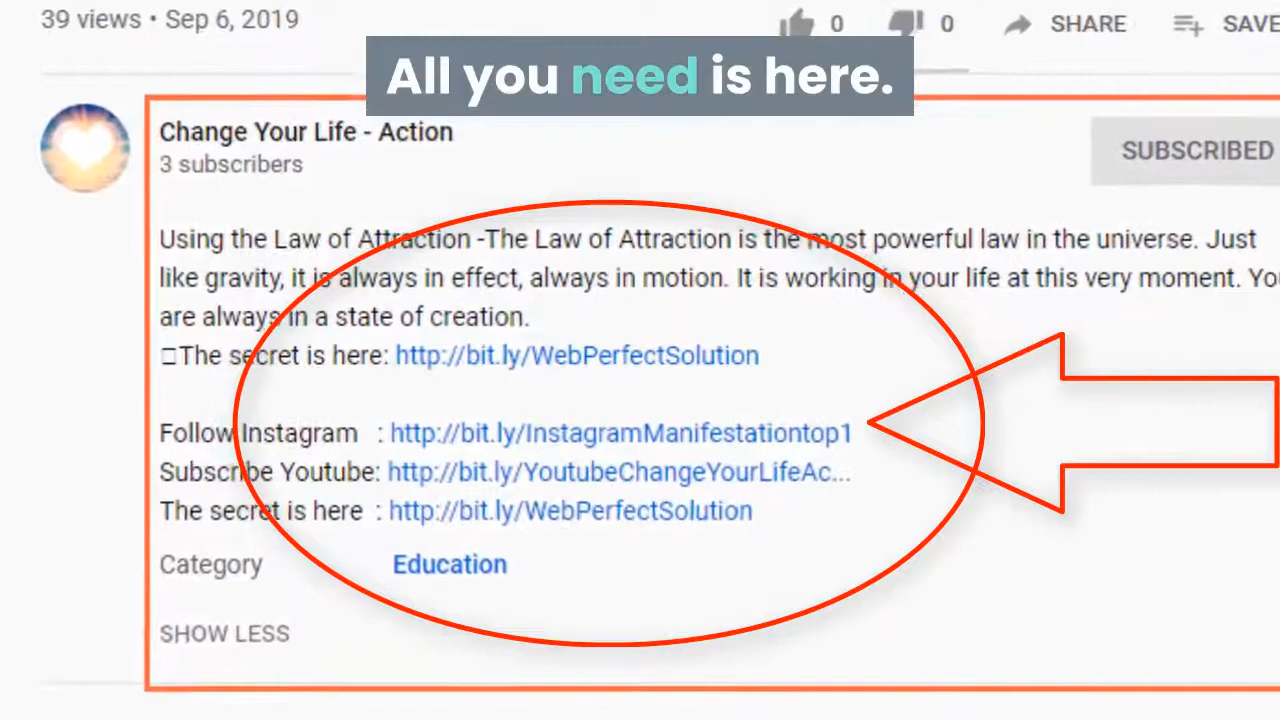 39 views • Sep 6, 2019
0 0 SHARE SAVE
All you need is here.
Change Your Life - Action
3 subscribers
SUBSCRIBED
Using the Law of Attraction -The Law of Attraction is the most powerful law in the universe. Just
like gravity, it is always in effect, always in motion. It is working in your life at this very moment. You
are always in a state of creation.
□The secret is here: http://bit.ly/WebPerfectSolution
Follow Instagram : http://bit.ly/InstagramManifestationtop1
Subscribe Youtube: http://bit.ly/YoutubeChangeYourLifeAc...
The secret is here : http://bit.ly/WebPerfectSolution
Category Education
SHOW LESS